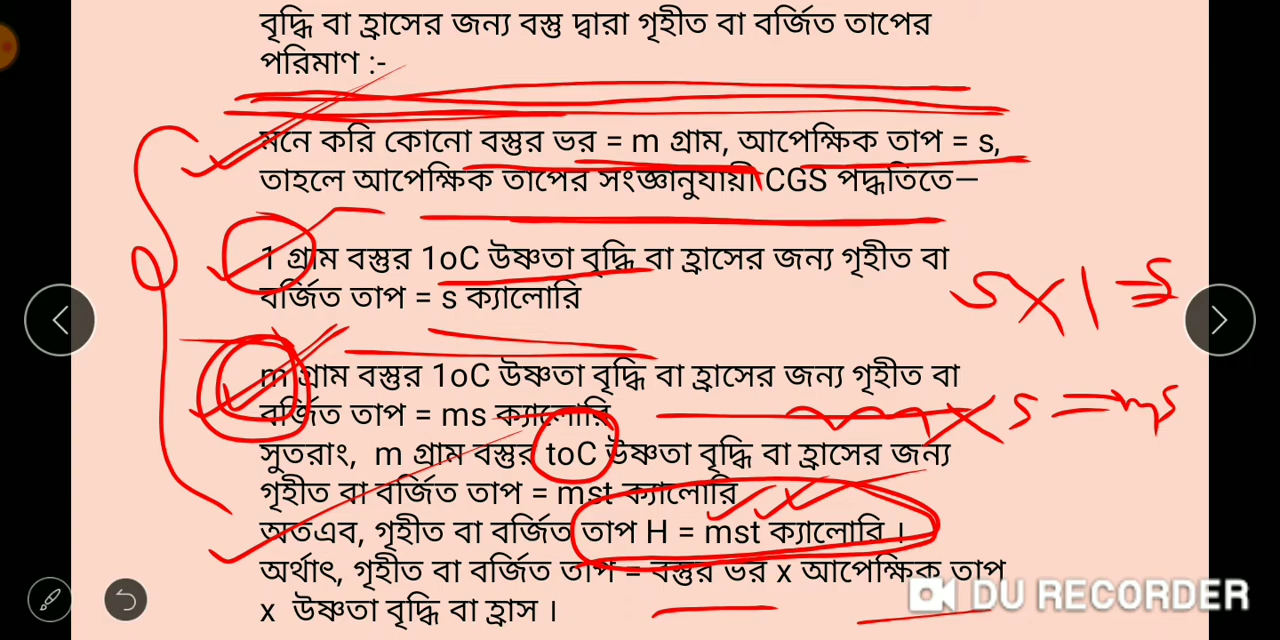 বৃদ্ধি বা হ্রাসের জন্য বস্তু দ্বারা গৃহীত বা বর্জিত তাপের
পরিমাণ :-
মনে করি কোনো বস্তুর ভর = m গ্রাম, আপেক্ষিক তাপ = s,
তাহলে আপেক্ষিক তাপের সংজ্ঞানুযায়ী CGS পদ্ধতিতে—
1 গ্রাম বস্তুর 1oC উষ্ণতা বৃদ্ধি বা হ্রাসের জন্য গৃহীত বা
বর্জিত তাপ = s ক্যালোরি
s x 1 = s
m গ্রাম বস্তুর 1oC উষ্ণতা বৃদ্ধি বা হ্রাসের জন্য গৃহীত বা
বর্জিত তাপ = ms ক্যালোরি
m x s = ms
সুতরাং, m গ্রাম বস্তুর toC উষ্ণতা বৃদ্ধি বা হ্রাসের জন্য
গৃহীত বা বর্জিত তাপ = mst ক্যালোরি
অতএব, গৃহীত বা বর্জিত তাপ H = mst ক্যালোরি ।
অর্থাৎ, গৃহীত বা বর্জিত তাপ = বস্তুর ভর x আপেক্ষিক তাপ
x উষ্ণতা বৃদ্ধি বা হ্রাস ।
DU RECORDER